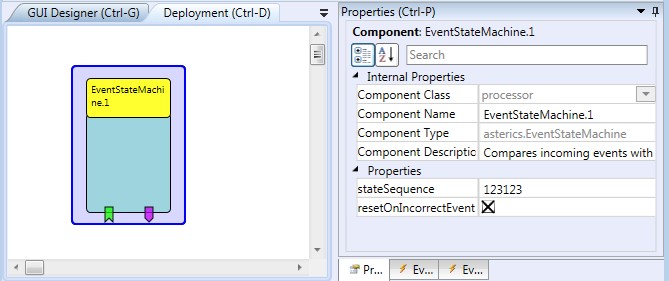 GUI Designer (Ctrl-G)
Deployment (Ctrl-D)
EventStateMachi
ne.1
Properties (Ctrl-P)
Component: EventStateMachine.1
A
Z
Search
Internal Properties
Component Class processor
Component Name EventStateMachine.1
Component Type asterics.EventStateMachine
Component Descriptic Compares incoming events with
Properties
stateSequence 123123
resetOnIncorrectEvent
Pr...
Ev...
Ev...